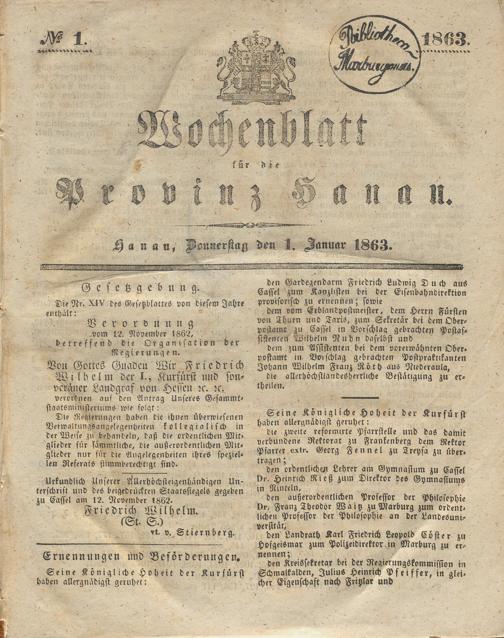 № 1.
1863.
Bibliotheca
Marburgensis.
Wochenblatt
für die
Provinz Hanau.
Hanau, Donnerstag den 1. Januar 1863.
Gesetzgebung.
Die Nr. XIV des Gesetzblattes von diesem Jahre
enthält:
Verordnung
vom 12. November 1862,
betreffend die Organisation der
Regierungen.
Von Gottes Gnaden Wir Friedrich
Wilhelm der I., Kurfürst und sou-
veräner Landgraf von Hessen ꝛc. ꝛc.
verordnen auf den Antrag Unseres Gesammt-
staatsministeriums wie folgt:
Die Regierungen haben die ihnen überwiesenen
Verwaltungsangelegenheiten kollegialisch in
der Weise zu behandeln, daß die ordentlichen Mit-
glieder für sämmtliche, die außerordentlichen Mit-
glieder nur für die Angelegenheiten ihres spezi-
ellen Referats stimmberechtigt sind.
Urkundlich Unserer Allerhöchsteigenhändigen Un-
terschrift und des beigedrückten Staatssiegels gegeben
zu Cassel am 12. November 1862.
Friedrich Wilhelm.
(St. S.)
vt. v. Stiernberg.
Ernennungen und Beförderungen.
Seine Königliche Hoheit der Kurfürst
haben allergnädigst geruhet:
den Gardegendarm Friedrich Ludwig Duch aus
Cassel zum Kanzlisten bei der Eisenbahndirektion
provisorisch zu ernennen; sowie
dem vom Erblandpostmeister, dem Herrn Fürsten
von Thurn und Taxis, zum Sekretär bei dem Ober-
postamte zu Cassel in Vorschlag gebrachten Postas-
sistenten Wilhelm Ruhn daselbst und
dem zum Assistenten bei dem vorerwähnten Ober-
postamt in Vorschlag gebrachten Postpraktikanten
Johann Wilhelm Franz Röth aus Niederaula,
die allerhöchstlandesherrliche Bestätigung zu er-
theilen.
Seine Königliche Hoheit der Kurfürst
haben allergnädigst geruhet:
die zweite reformirte Pfarrstelle und das damit
verbundene Rektorat zu Frankenberg dem Rektor
Pfarrer extr. Georg Fennel zu Treysa zu über-
tragen;
den ordentlichen Lehrer am Gymnasium zu Cassel
Dr. Heinrich Rieß zum Direktor des Gymnasiums
in Rinteln,
den außerordentlichen Professor der Philosophie
Dr. Franz Theodor Waitz zu Marburg zum ordent-
lichen Professor der Philosophie an der Landesuni-
versität,
den Landrath Karl Friedrich Leopold Cöster zu
Hofgeismar zum Polizeidirektor in Marburg zu er-
nennen;
den Kreissekretar bei der Regierungskommission in
Schmalkalden, Julius Heinrich Pfeiffer, in glei-
cher Eigenschaft nach Fritzlar und